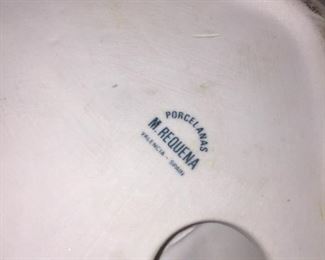 PORCELANAS
M. REQUENA
VALENCIA - SPAIN